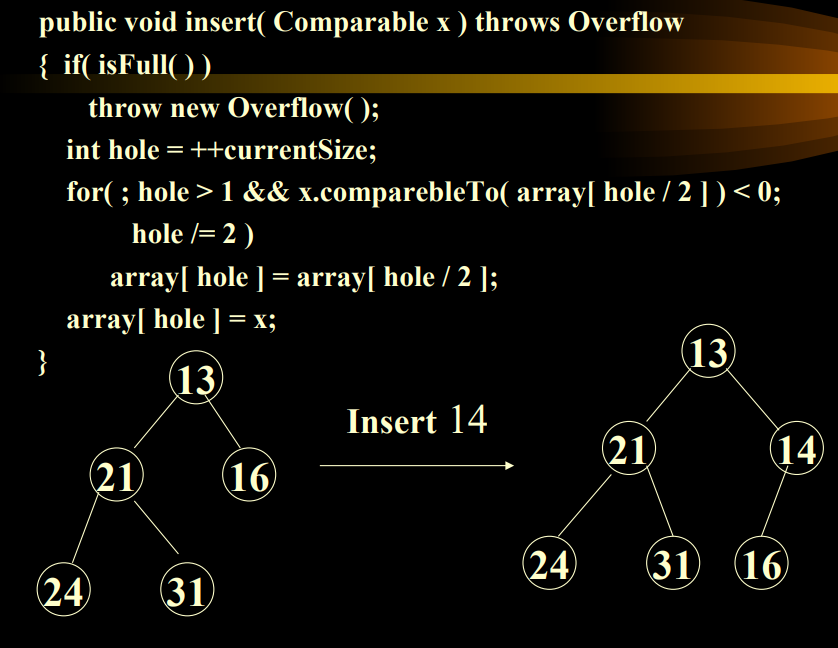 public void insert( Comparable x ) throws Overflow
{ if( isFull( ) )
throw new Overflow( );
int hole = ++currentSize;
for( ; hole > 1 && x.comparebleTo( array[ hole / 2 ] ) < 0;
hole /= 2 )
array[ hole ] = array[ hole / 2 ];
array[ hole ] = x;
}
13
21
16
24
31
Insert 14
13
21
14
24
31
16